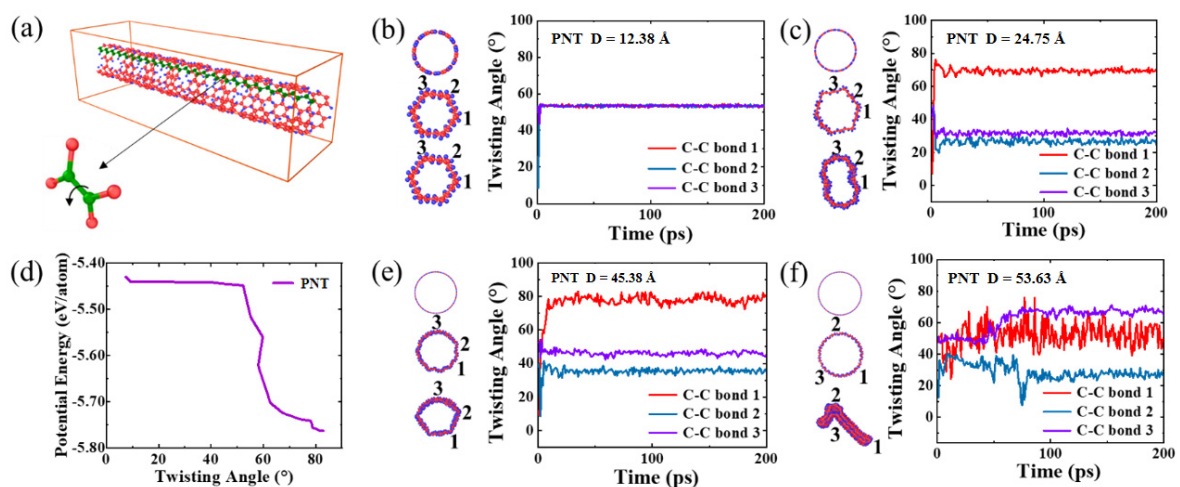 (a)
(b)
3
2
1
3
2
1
Twisting Angle (°)
100
80
60
40
20
0
PNT D = 12.38 Å
C-C bond 1
C-C bond 2
C-C bond 3
0
100
200
Time (ps)
(c)
3
2
1
3
2
1
Twisting Angle (°)
100
80
60
40
20
0
PNT D = 24.75 Å
C-C bond 1
C-C bond 2
C-C bond 3
0
100
200
Time (ps)
(d)
Potential Energy (eV/atom)
-5.40
-5.50
-5.60
-5.70
-5.80
PNT
20
40
60
80
Twisting Angle (°)
(e)
3
2
1
2
1
Twisting Angle (°)
100
80
60
40
20
0
PNT D = 45.38 Å
C-C bond 1
C-C bond 2
C-C bond 3
0
100
200
Time (ps)
(f)
2
3
1
2
3
1
Twisting Angle (°)
100
80
60
40
20
0
PNT D = 53.63 Å
C-C bond 1
C-C bond 2
C-C bond 3
0
100
200
Time (ps)